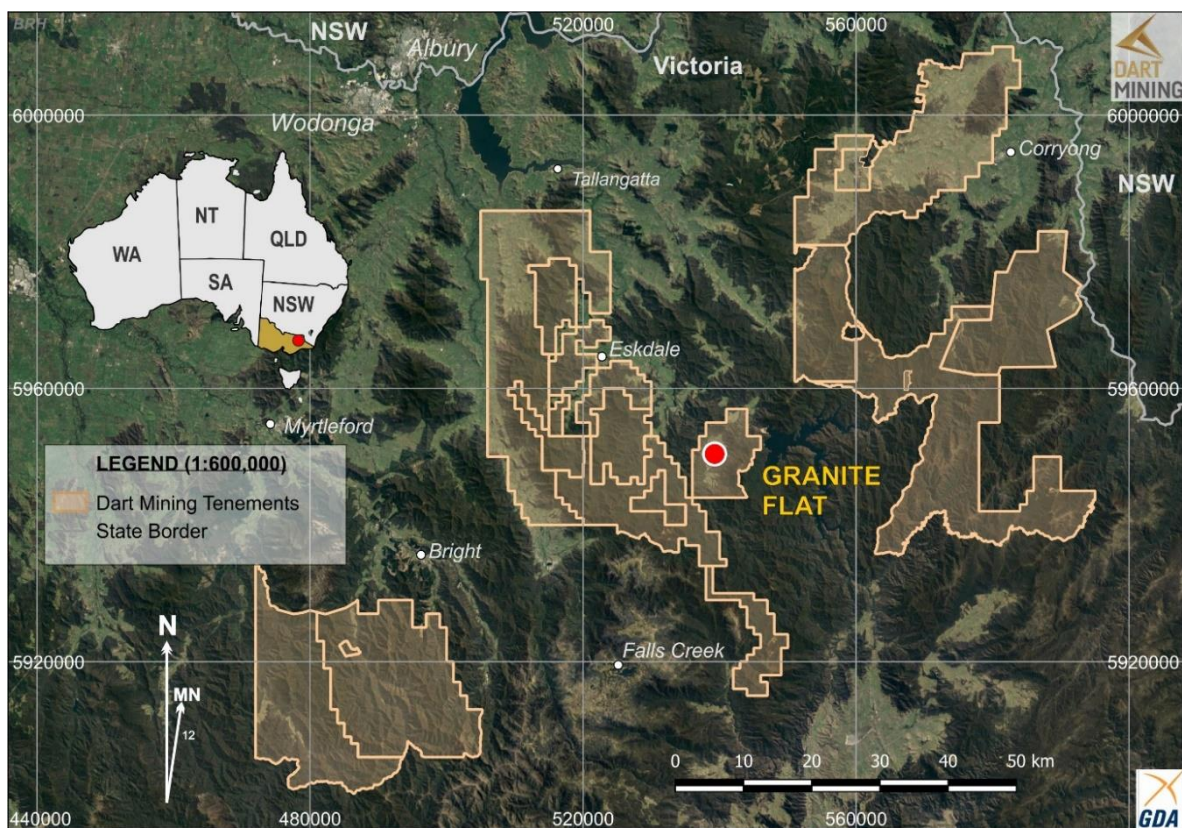 BRH
NSW
Albury
520000
560000
Victoria
DART
MINING
6000000
6000000
Wodonga
Corryong
Tallangatta
NSW
NT
QLD
WA
SA
NSW
Eskdale
5960000
5960000
Myrtleford
LEGEND (1:600,000)
Dart Mining Tenements
State Border
GRANITE
FLAT
Bright
N
MN
12
5920000
Falls Creek
5920000
0 10 20 30 40 50 km
440000
480000
520000
560000
GDA